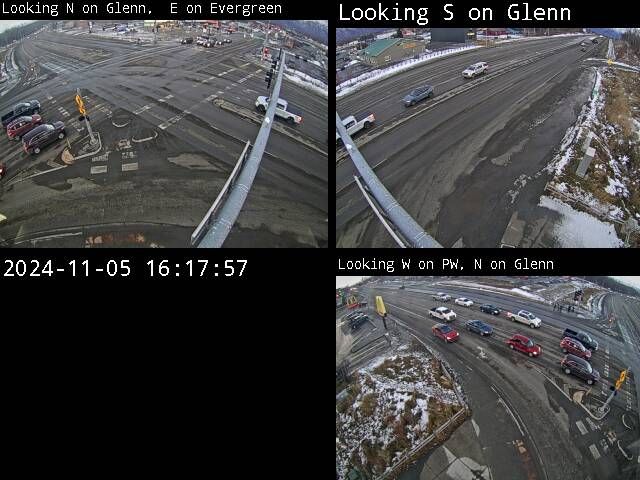 Looking N on Glenn, E on Evergreen
Looking S on Glenn
2024-11-05 16:17:57
Looking W on PW, N on Glenn